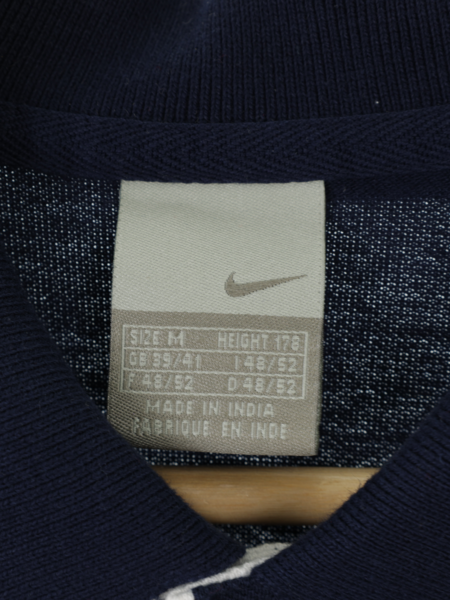 SIZE M HEIGHT 178
GB 39/41 I 48/52
F 48/52 D 48/52
MADE IN INDIA
FABRIQUE EN INDE